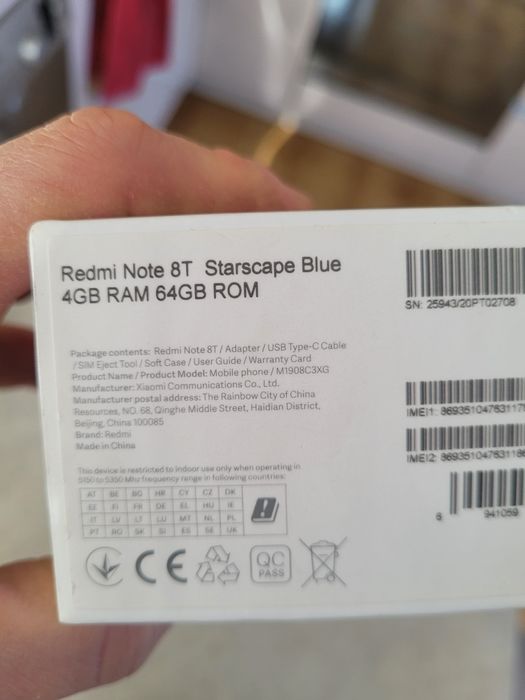 Redmi Note 8T Starscape Blue
4GB RAM 64GB ROM
SN: 25943/20PT02708
Package contents: Redmi Note 8T / Adapter / USB Type-C Cable
/ SIM Eject Tool / Soft Case / User Guide / Warranty Card
Product Name / Product Model: Mobile phone / M1908C3XG
Manufacturer: Xiaomi Communications Co., Ltd.
Manufacturer postal address: The Rainbow City of China
Resources, NO. 68, Qinghe Middle Street, Haidian District,
Beijing, China 100085
Brand: Redmi
Made in China
IMEI1:
IMEI2:
6 941059
This device is restricted to indoor use only when operating in
5150 to 5350 Mhz frequency range in following countries:
AT BE BG HR CY CZ DK
EE FI FR DE EL HU IE
IT LV LT LU MT NL PL
PT RO SK SI ES SE UK
CE
QC
PASS